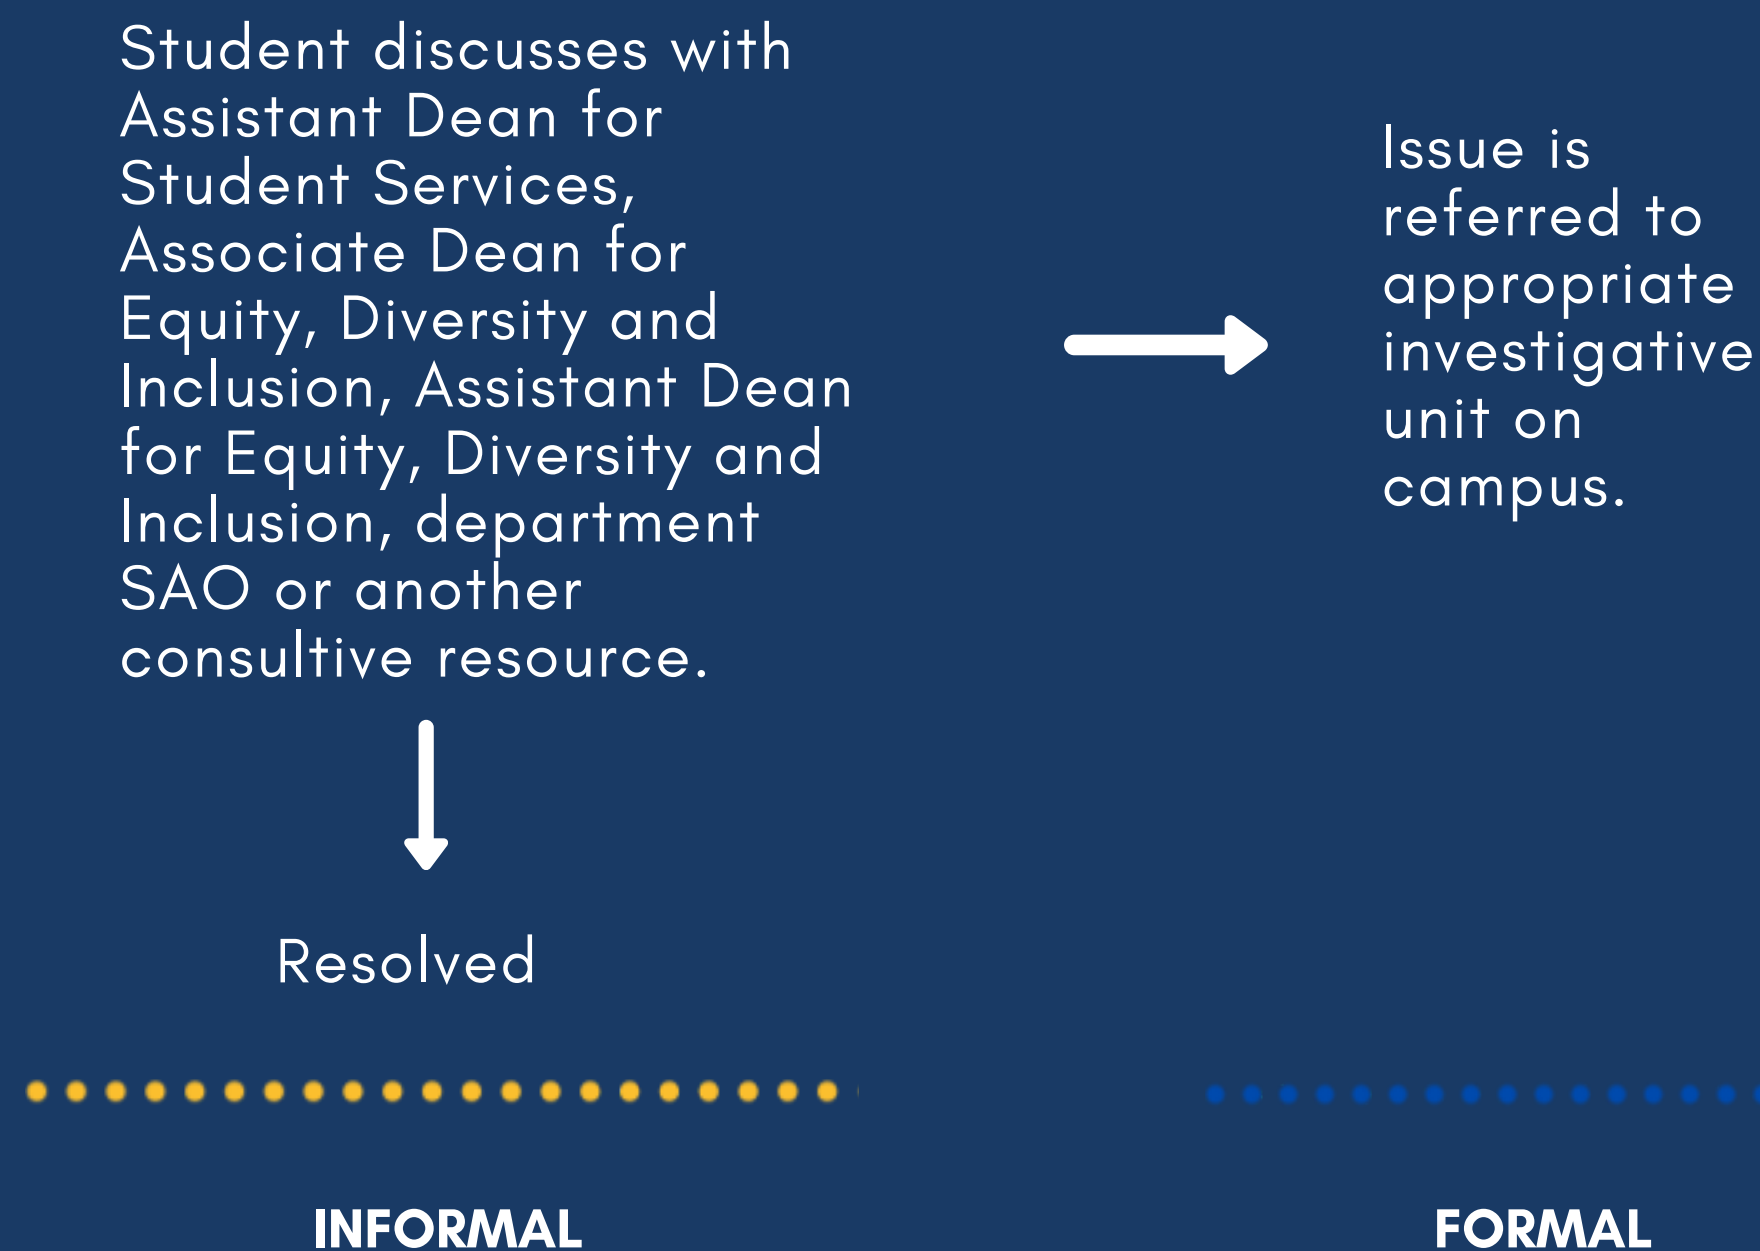 Student discusses with
Assistant Dean for
Student Services,
Associate Dean for
Equity, Diversity and
Inclusion, Assistant Dean
for Equity, Diversity and
Inclusion, department
SAO or another
consultive resource.
Resolved
INFORMAL
Issue is
referred to
appropriate
investigative
unit on
campus.
FORMAL